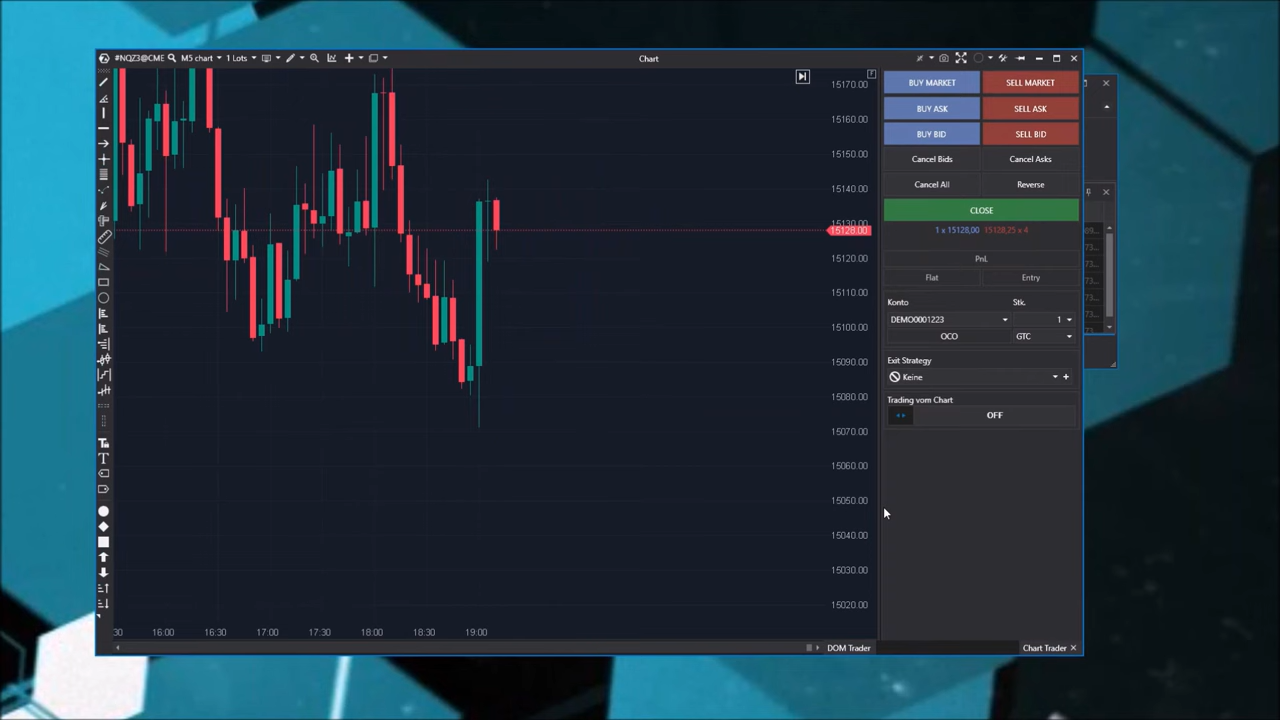 #NQZ3@CME M5 chart 1 Lots Chart
15170.00
15160.00
15150.00
15140.00
15130.00
15128.00
15120.00
15110.00
15100.00
15090.00
15080.00
15070.00
15060.00
15050.00
15040.00
15030.00
15020.00
30 16:00 16:30 17:00 17:30 18:00 18:30 19:00
F
BUY MARKET SELL MARKET
BUY ASK SELL ASK
BUY BID SELL BID
Cancel Bids Cancel Asks
Cancel All Reverse
CLOSE
1 x 15128,00 15128,25 x 4
PnL
Flat Entry
Konto Stk.
DEMO0001223 1
OCO GTC
Exit Strategy
Keine
Trading vom Chart
OFF
DOM Trader Chart Trader